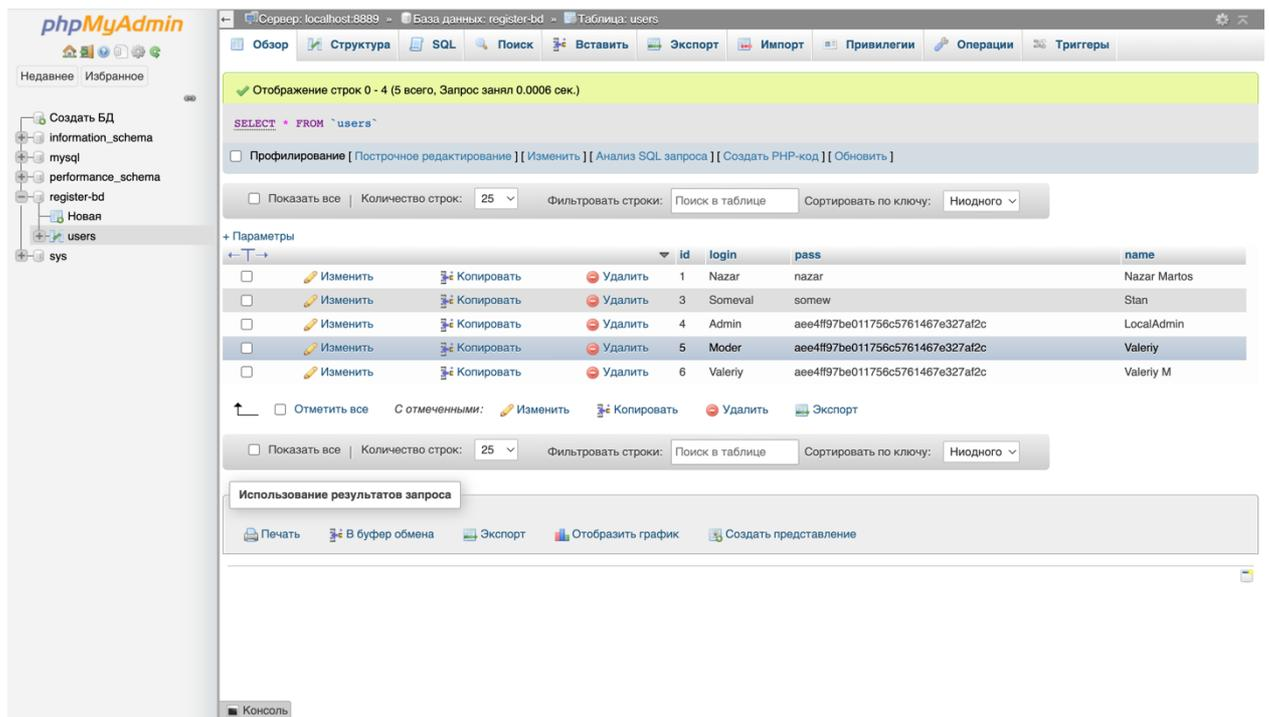 phpMyAdmin
Недавнее Избранное
Создать БД
information_schema
mysql
performance_schema
register-bd
Новая
users
sys
Сервер: localhost:8889 » База данных: register-bd » Таблица: users
Обзор Структура SQL Поиск Вставить Экспорт Импорт Привилегии Операции Триггеры
Отображение строк 0 - 4 (5 всего, Запрос занял 0.0006 сек.)
SELECT * FROM `users`
Профилирование [ Построчное редактирование ] [ Изменить ] [ Анализ SQL запроса ] [ Создать PHP-код ] [ Обновить ]
Показать все | Количество строк: 25 Фильтровать строки: Поиск в таблице Сортировать по ключу: Ниодного
+ Параметры
←T→ id login pass name
Изменить Копировать Удалить 1 Nazar nazar Nazar Martos
Изменить Копировать Удалить 3 Someval somew Stan
Изменить Копировать Удалить 4 Admin aee4ff97be011756c5761467e327af2c LocalAdmin
Изменить Копировать Удалить 5 Moder aee4ff97be011756c5761467e327af2c Valeriy
Изменить Копировать Удалить 6 Valeriy aee4ff97be011756c5761467e327af2c Valeriy M
Отметить все С отмеченными: Изменить Копировать Удалить Экспорт
Показать все | Количество строк: 25 Фильтровать строки: Поиск в таблице Сортировать по ключу: Ниодного
Использование результатов запроса
Печать В буфер обмена Экспорт Отобразить график Создать представление
Консоль